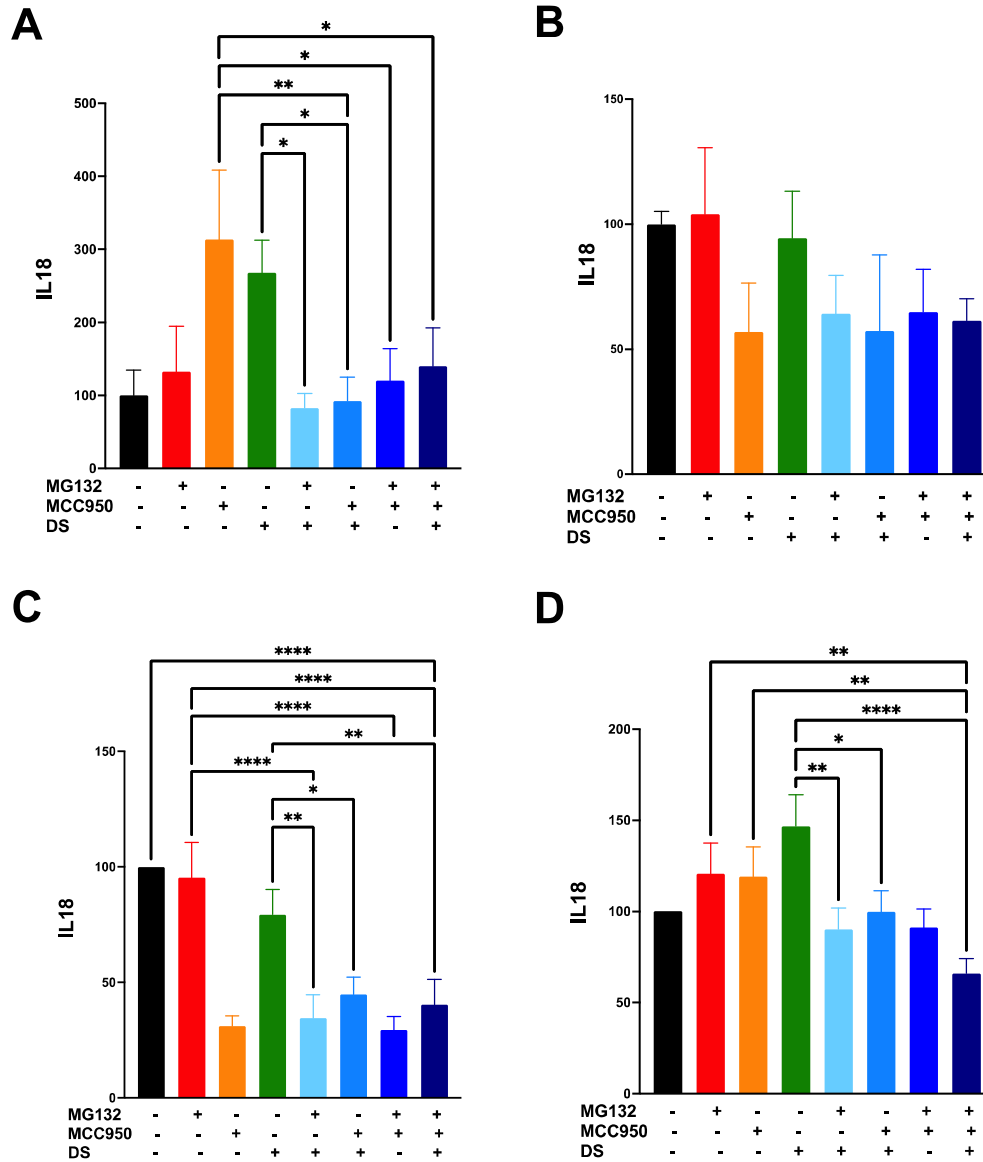 A
*
*
**
*
*
500
400
300
200
100
0
IL18
MG132 - + - - + - + +
MCC950 - - + - - + + +
DS - - - + + + - +
B
150
100
50
0
IL18
MG132 - + - - + - + +
MCC950 - - + - - + + +
DS - - - + + + - +
C
****
****
****
**
****
*
**
150
100
50
0
IL18
MG132 - + - - + - + +
MCC950 - - + - - + + +
DS - - - + + + - +
D
**
**
****
*
**
200
150
100
50
0
IL18
MG132 - + - - + - + +
MCC950 - - + - - + + +
DS - - - + + + - +